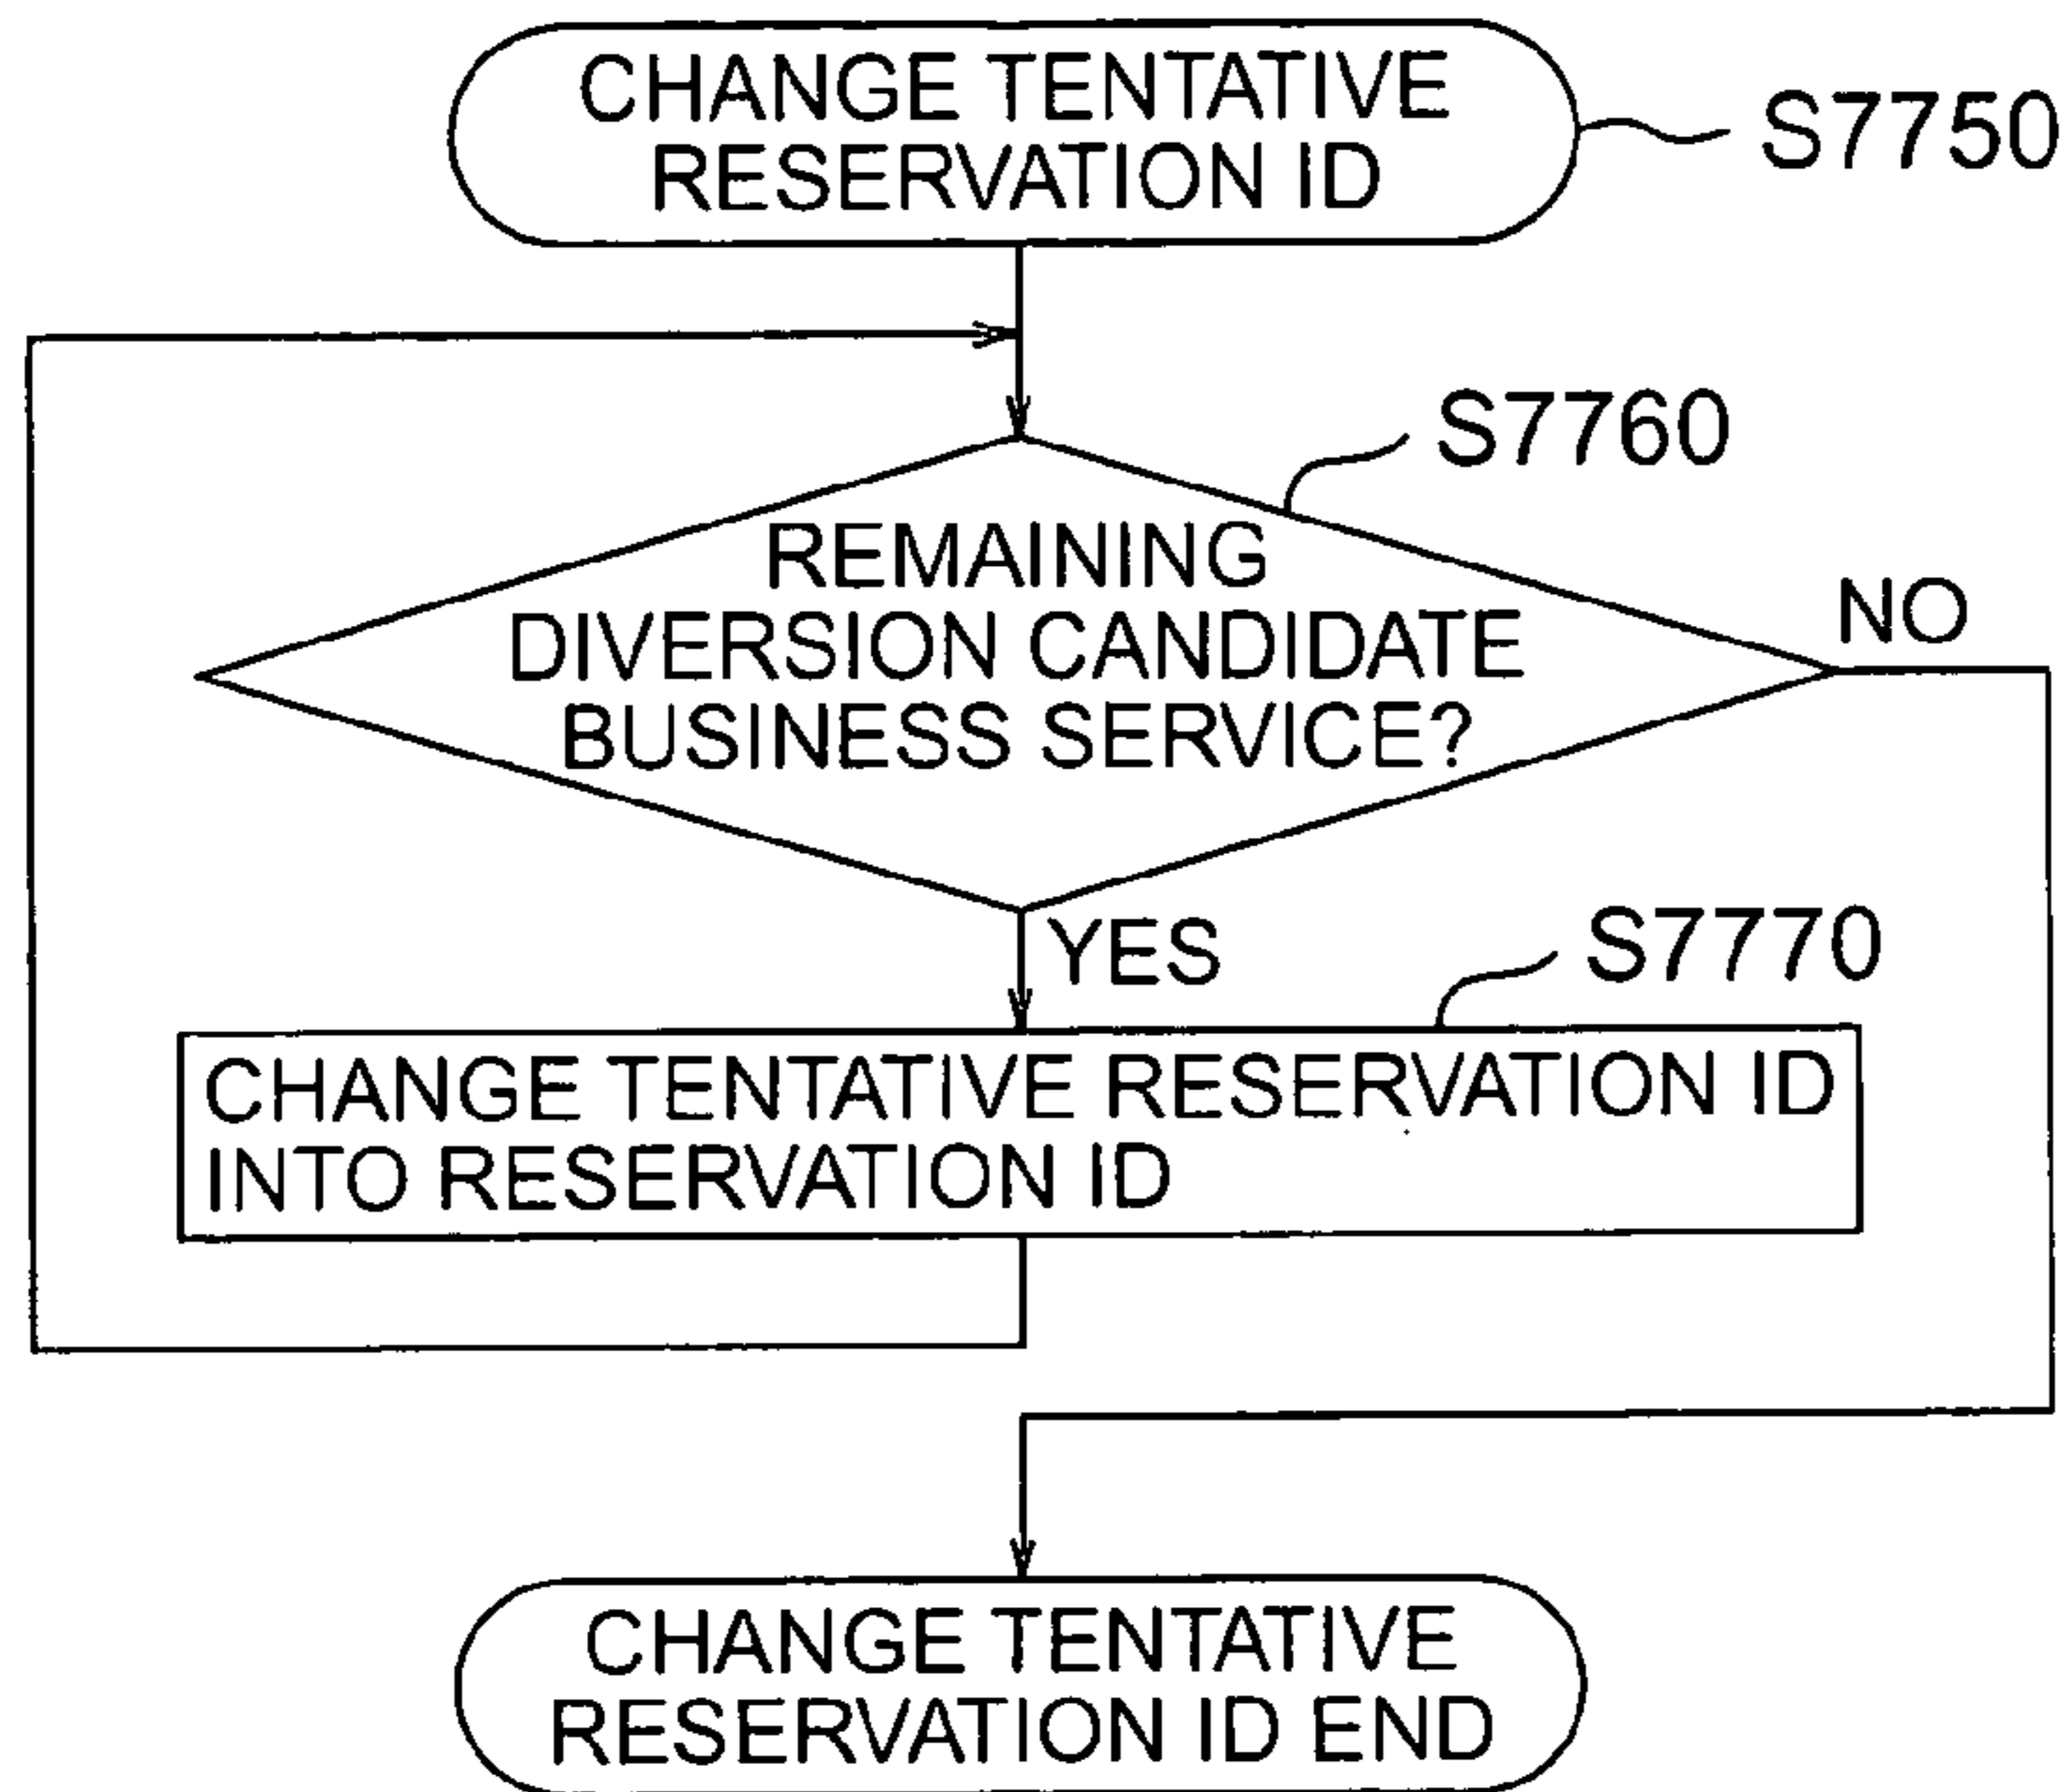 CHANGE TENTATIVE
RESERVATION ID
S7750
S7760
REMAINING
DIVERSION CANDIDATE
BUSINESS SERVICE?
NO
YES
S7770
CHANGE TENTATIVE RESERVATION ID
INTO RESERVATION ID
CHANGE TENTATIVE
RESERVATION ID END